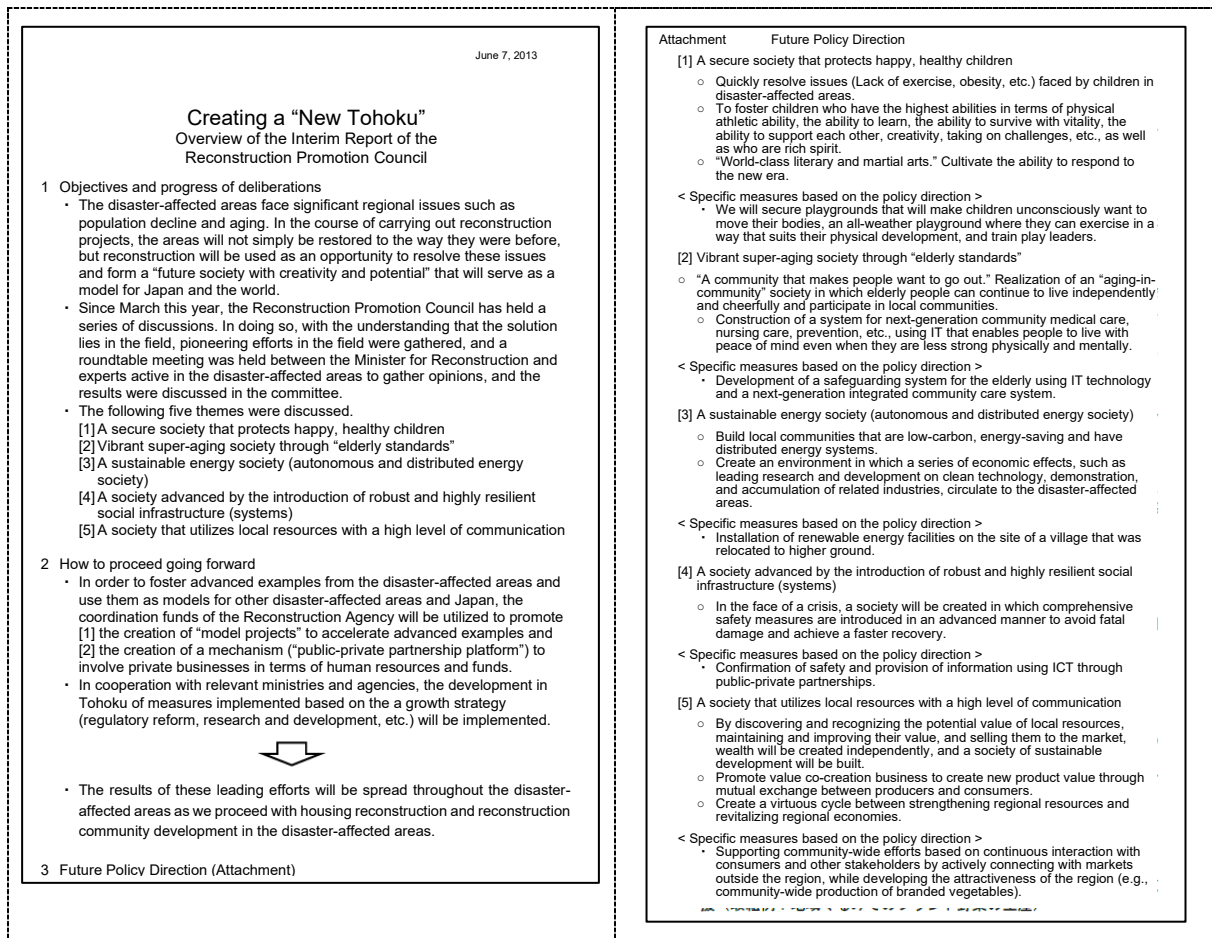 June 7, 2013
Creating a “New Tohoku”
Overview of the Interim Report of the
Reconstruction Promotion Council
1 Objectives and progress of deliberations
・ The disaster-affected areas face significant regional issues such as
population decline and aging. In the course of carrying out reconstruction
projects, the areas will not simply be restored to the way they were before,
but reconstruction will be used as an opportunity to resolve these issues
and form a “future society with creativity and potential” that will serve as a
model for Japan and the world.
・ Since March this year, the Reconstruction Promotion Council has held a
series of discussions. In doing so, with the understanding that the solution
lies in the field, pioneering efforts in the field were gathered, and a
roundtable meeting was held between the Minister for Reconstruction and
experts active in the disaster-affected areas to gather opinions, and the
results were discussed in the committee.
・ The following five themes were discussed.
[1] A secure society that protects happy, healthy children
[2] Vibrant super-aging society through “elderly standards”
[3] A sustainable energy society (autonomous and distributed energy
society)
[4] A society advanced by the introduction of robust and highly resilient
social infrastructure (systems)
[5] A society that utilizes local resources with a high level of communication
2 How to proceed going forward
・ In order to foster advanced examples from the disaster-affected areas and
use them as models for other disaster-affected areas and Japan, the
coordination funds of the Reconstruction Agency will be utilized to promote
[1] the creation of “model projects” to accelerate advanced examples and
[2] the creation of a mechanism (“public-private partnership platform”) to
involve private businesses in terms of human resources and funds.
・ In cooperation with relevant ministries and agencies, the development in
Tohoku of measures implemented based on the a growth strategy
(regulatory reform, research and development, etc.) will be implemented.
・ The results of these leading efforts will be spread throughout the disaster-
affected areas as we proceed with housing reconstruction and reconstruction
community development in the disaster-affected areas.
3 Future Policy Direction (Attachment)
Attachment Future Policy Direction
[1] A secure society that protects happy, healthy children
○ Quickly resolve issues (Lack of exercise, obesity, etc.) faced by children in
disaster-affected areas.
○ To foster children who have the highest abilities in terms of physical
athletic ability, the ability to learn, the ability to survive with vitality, the
ability to support each other, creativity, taking on challenges, etc., as well
as who are rich spirit.
○ “World-class literary and martial arts.” Cultivate the ability to respond to
the new era.
< Specific measures based on the policy direction >
・ We will secure playgrounds that will make children unconsciously want to
move their bodies, an all-weather playground where they can exercise in a
way that suits their physical development, and train play leaders.
[2] Vibrant super-aging society through “elderly standards”
○ “A community that makes people want to go out.” Realization of an “aging-in-
community” society in which elderly people can continue to live independently
and cheerfully and participate in local communities.
○ Construction of a system for next-generation community medical care,
nursing care, prevention, etc., using IT that enables people to live with
peace of mind even when they are less strong physically and mentally.
< Specific measures based on the policy direction >
・ Development of a safeguarding system for the elderly using IT technology
and a next-generation integrated community care system.
[3] A sustainable energy society (autonomous and distributed energy society)
○ Build local communities that are low-carbon, energy-saving and have
distributed energy systems.
○ Create an environment in which a series of economic effects, such as
leading research and development on clean technology, demonstration,
and accumulation of related industries, circulate to the disaster-affected
areas.
< Specific measures based on the policy direction >
・ Installation of renewable energy facilities on the site of a village that was
relocated to higher ground.
[4] A society advanced by the introduction of robust and highly resilient social
infrastructure (systems)
○ In the face of a crisis, a society will be created in which comprehensive
safety measures are introduced in an advanced manner to avoid fatal
damage and achieve a faster recovery.
< Specific measures based on the policy direction >
・ Confirmation of safety and provision of information using ICT through
public-private partnerships.
[5] A society that utilizes local resources with a high level of communication
○ By discovering and recognizing the potential value of local resources,
maintaining and improving their value, and selling them to the market,
wealth will be created independently, and a society of sustainable
development will be built.
○ Promote value co-creation business to create new product value through
mutual exchange between producers and consumers.
○ Create a virtuous cycle between strengthening regional resources and
revitalizing regional economies.
< Specific measures based on the policy direction >
・ Supporting community-wide efforts based on continuous interaction with
consumers and other stakeholders by actively connecting with markets
outside the region, while developing the attractiveness of the region (e.g.,
community-wide production of branded vegetables).